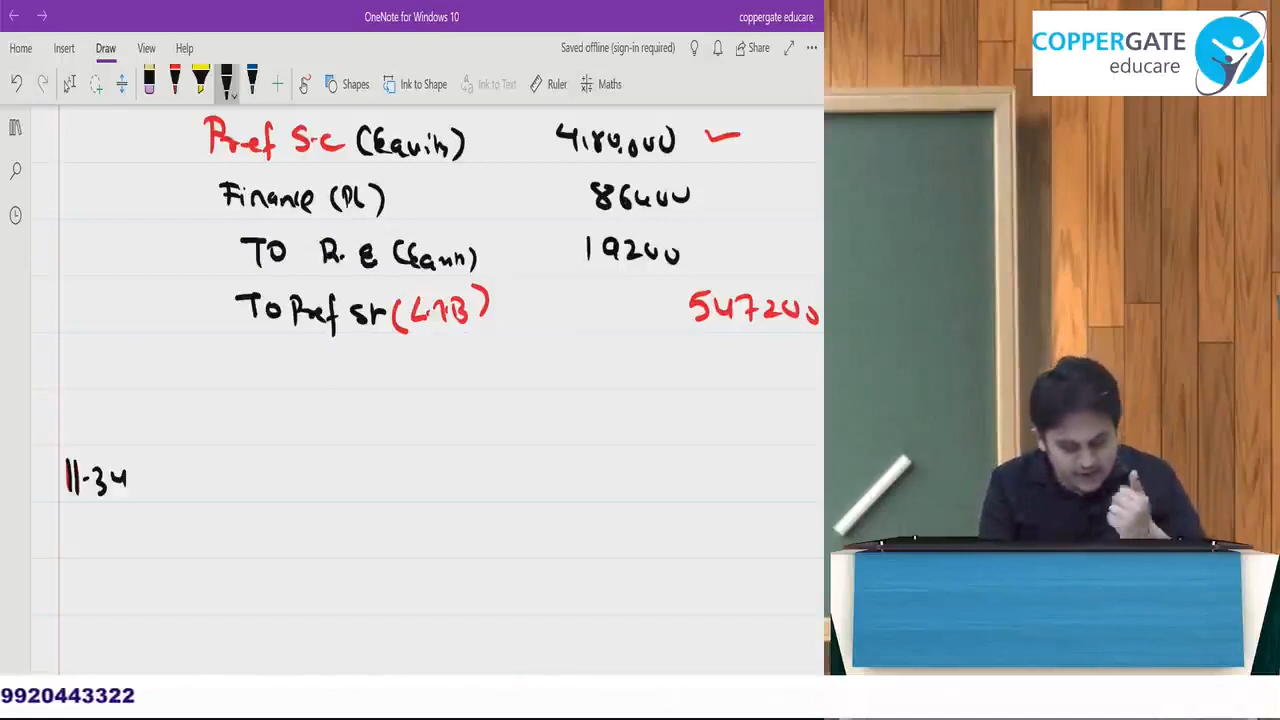 OneNote for Windows 10
coppergate educare
Home Insert Draw View Help
Saved offline (sign-in required)
Share
Shapes
Ink to Shape
Ink to Text
Ruler
Maths
COPPERGATE
educare
Pref S.C (Equity) 4,80,000
Finance (PL) 86400
TO R.E (Equity) 19200
To Pref Sr (LTB) 547200
11.34
9920443322